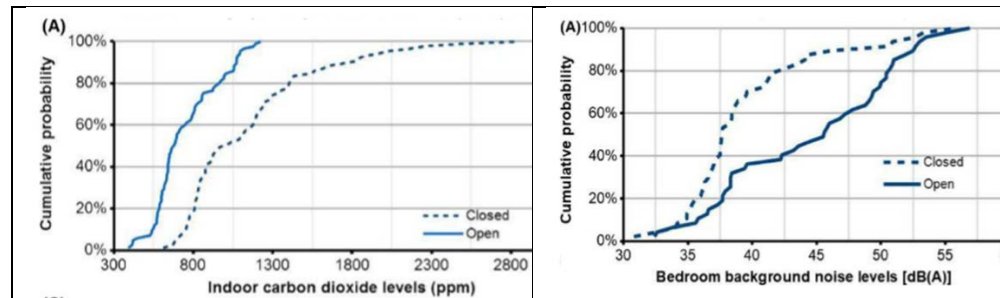 (A)
100%
80%
60%
40%
20%
0%
Cumulative probability
Closed
Open
300 800 1300 1800 2300 2800
Indoor carbon dioxide levels (ppm)
(A)
100%
80%
60%
40%
20%
0%
Cumulative probability
Closed
Open
30 35 40 45 50 55
Bedroom background noise levels [dB(A)]